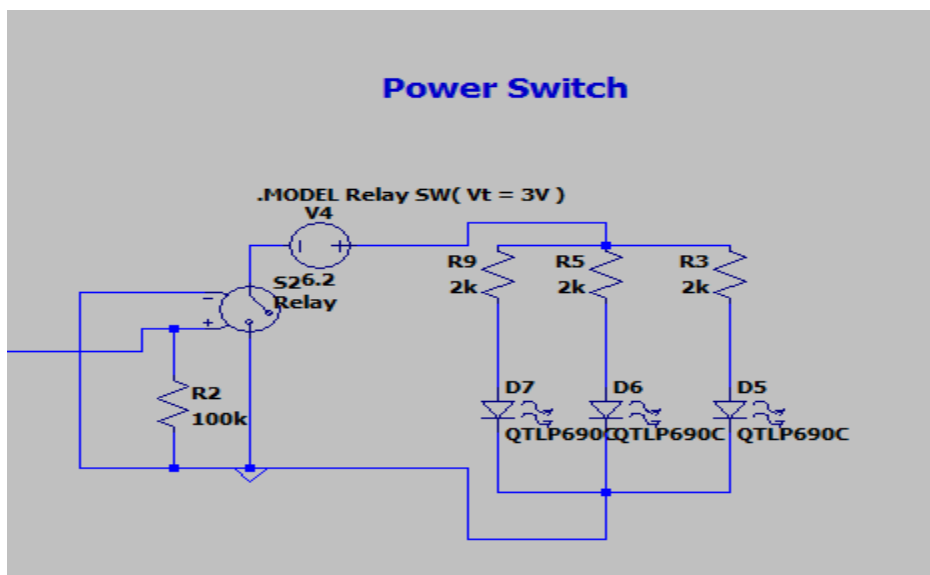 Power Switch
.MODEL Relay SW( Vt = 3V )
V4
6.2
S2
Relay
R2
100k
R9
2k
R5
2k
R3
2k
D7
QTLP690C
D6
QTLP690C
D5
QTLP690C